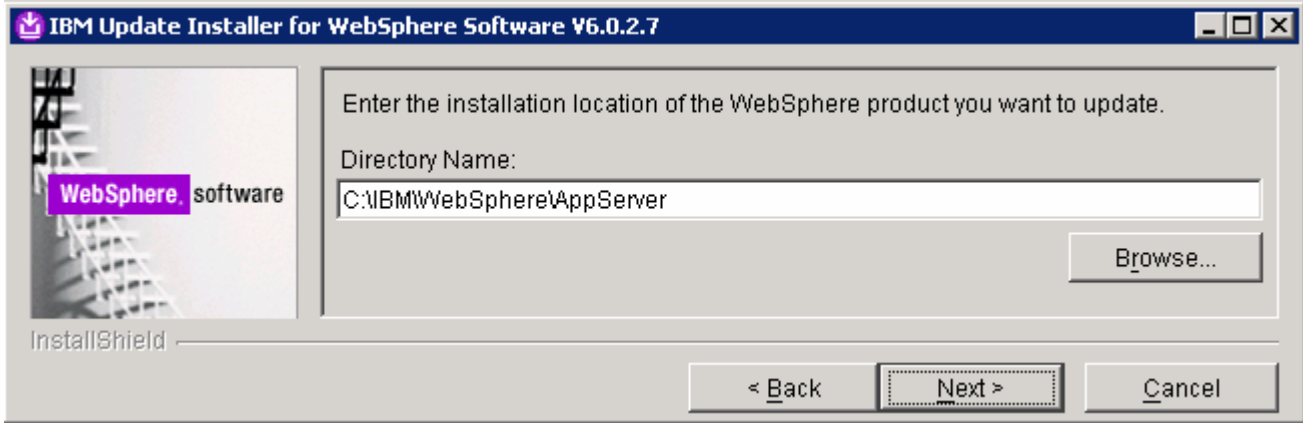 IBM Update Installer for WebSphere Software V6.0.2.7
Enter the installation location of the WebSphere product you want to update.
Directory Name:
WebSphere. software
C:\IBM\WebSphere\AppServer
Browse...
InstallShield
< Back
Next >
Cancel